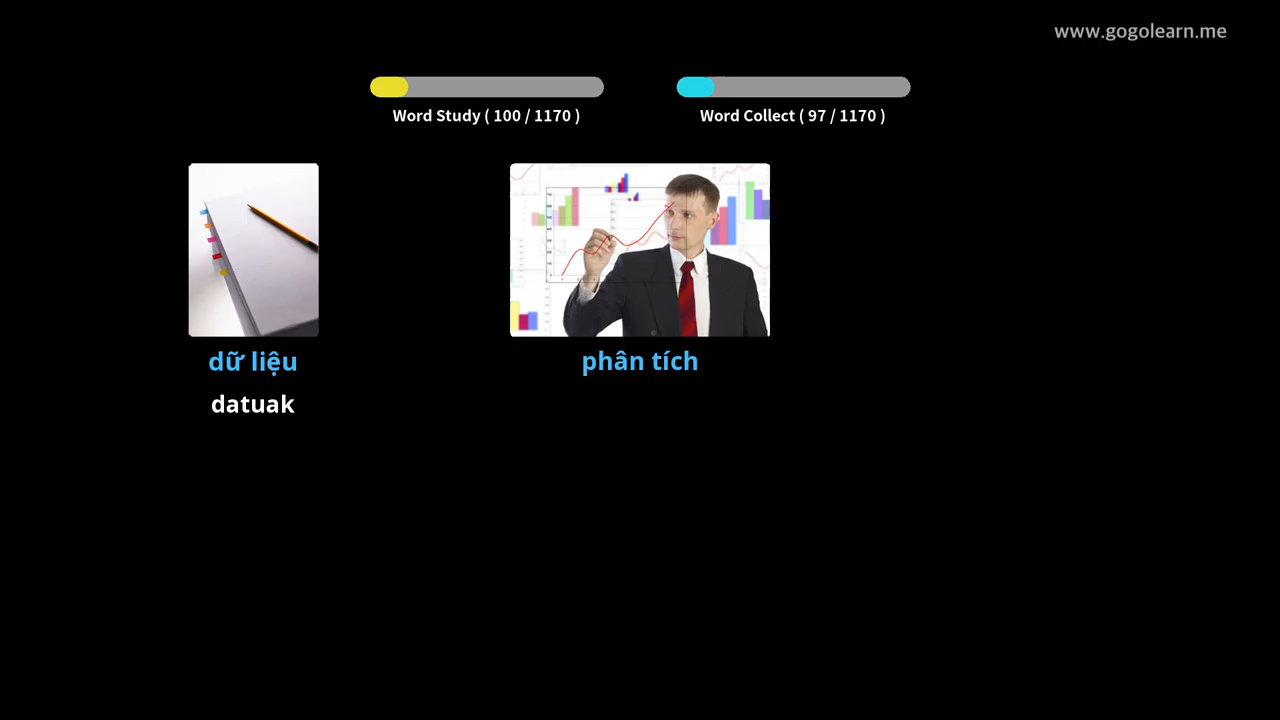 www.gogolearn.me
Word Study ( 100 / 1170 )
Word Collect ( 97 / 1170 )
dữ liệu
phân tích
datuak